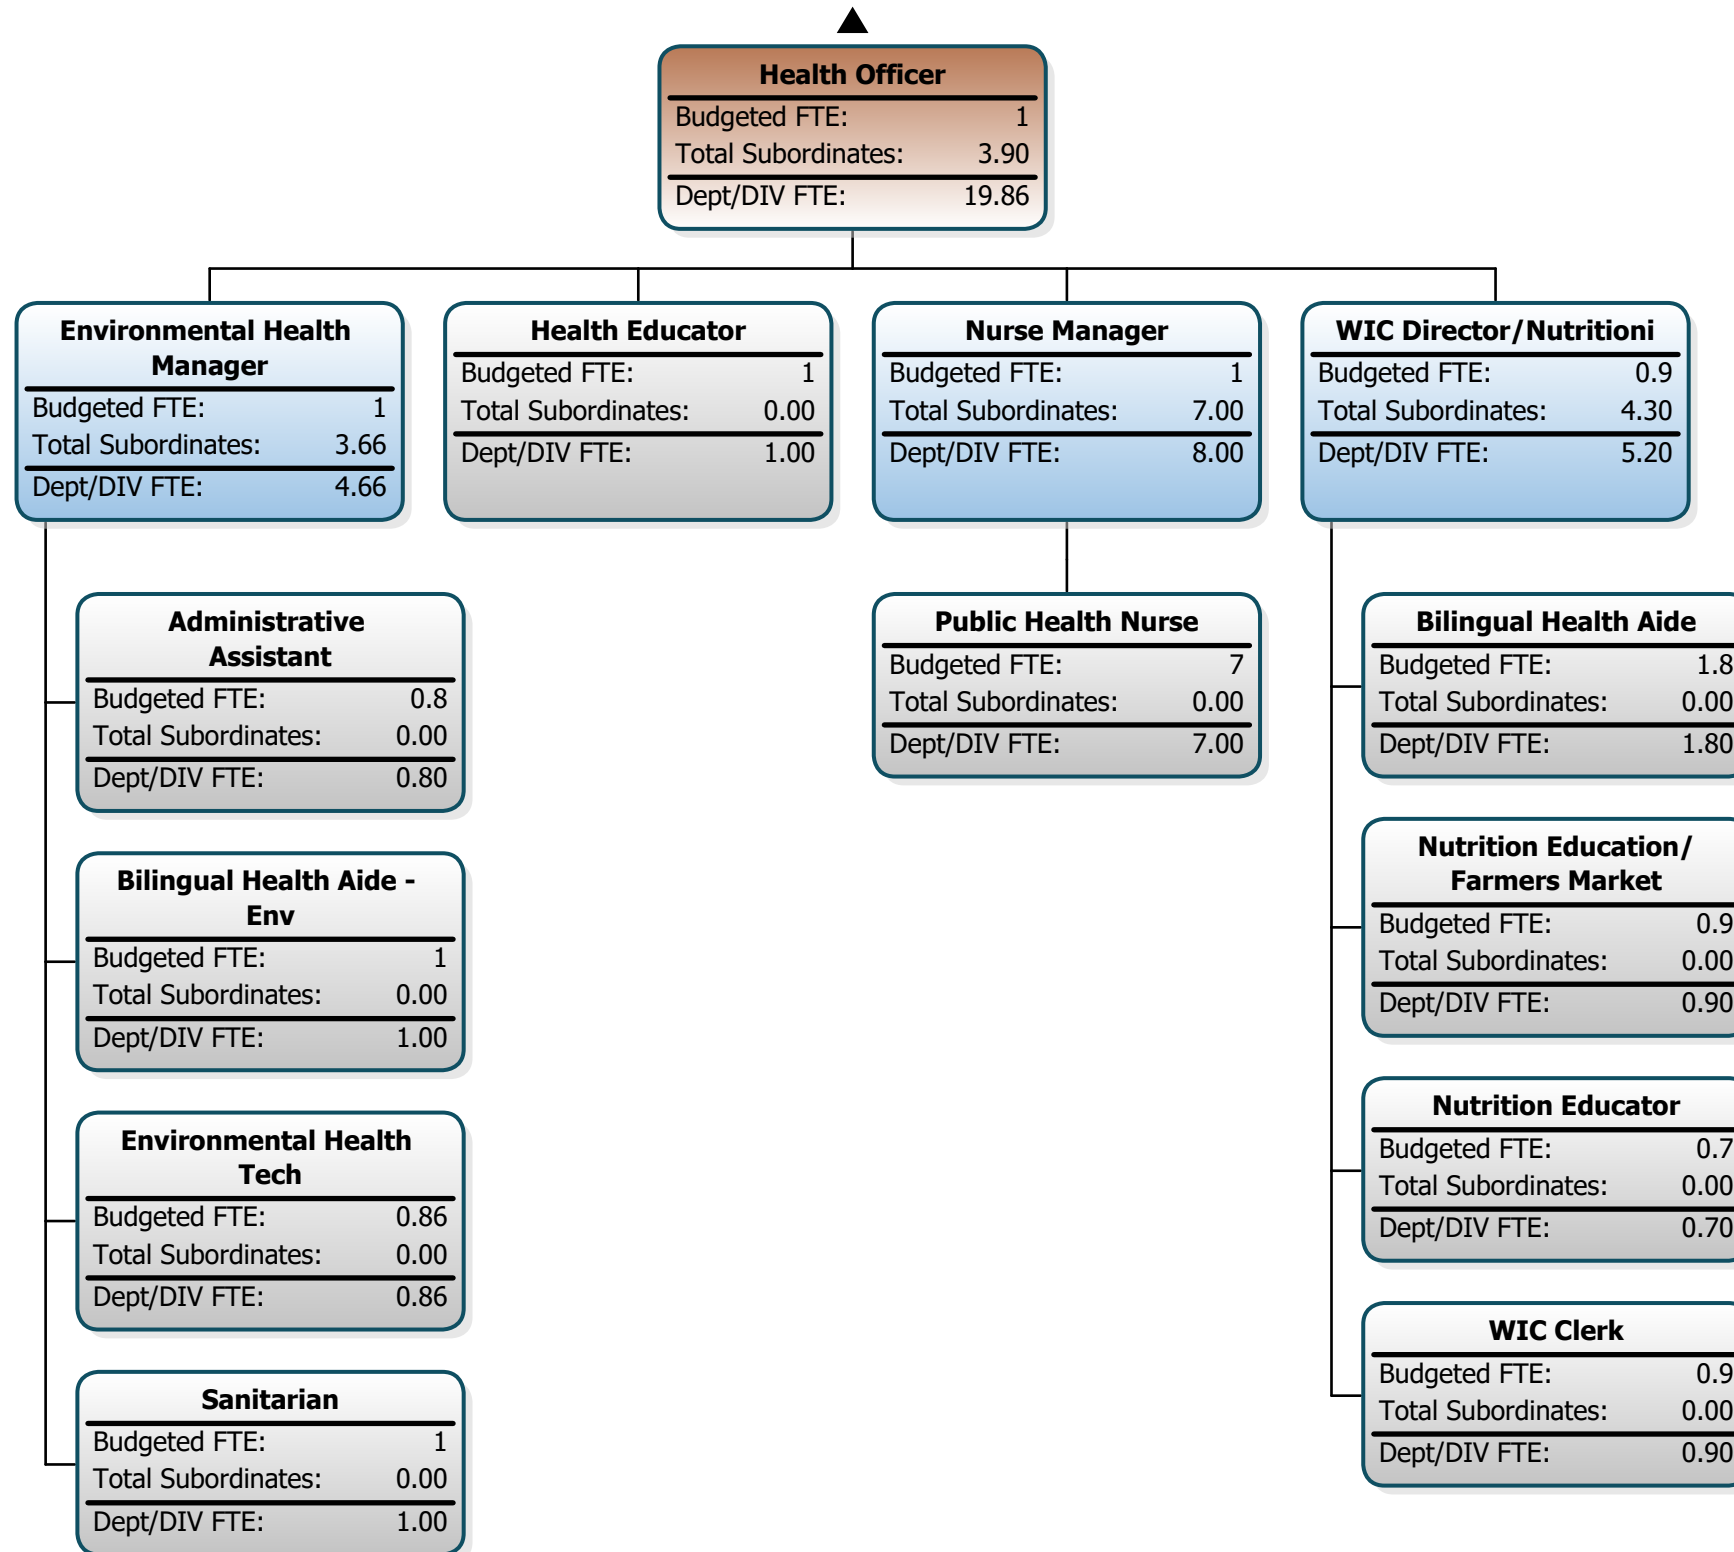 Health Officer
Budgeted FTE: 1
Total Subordinates: 3.90
Dept/DIV FTE: 19.86
Environmental Health
Manager
Budgeted FTE: 1
Total Subordinates: 3.66
Dept/DIV FTE: 4.66
Health Educator
Budgeted FTE: 1
Total Subordinates: 0.00
Dept/DIV FTE: 1.00
Nurse Manager
Budgeted FTE: 1
Total Subordinates: 7.00
Dept/DIV FTE: 8.00
WIC Director/Nutritioni
Budgeted FTE: 0.9
Total Subordinates: 4.30
Dept/DIV FTE: 5.20
Administrative
Assistant
Budgeted FTE: 0.8
Total Subordinates: 0.00
Dept/DIV FTE: 0.80
Bilingual Health Aide -
Env
Budgeted FTE: 1
Total Subordinates: 0.00
Dept/DIV FTE: 1.00
Environmental Health
Tech
Budgeted FTE: 0.86
Total Subordinates: 0.00
Dept/DIV FTE: 0.86
Sanitarian
Budgeted FTE: 1
Total Subordinates: 0.00
Dept/DIV FTE: 1.00
Public Health Nurse
Budgeted FTE: 7
Total Subordinates: 0.00
Dept/DIV FTE: 7.00
Bilingual Health Aide
Budgeted FTE: 1.8
Total Subordinates: 0.00
Dept/DIV FTE: 1.80
Nutrition Education/
Farmers Market
Budgeted FTE: 0.9
Total Subordinates: 0.00
Dept/DIV FTE: 0.90
Nutrition Educator
Budgeted FTE: 0.7
Total Subordinates: 0.00
Dept/DIV FTE: 0.70
WIC Clerk
Budgeted FTE: 0.9
Total Subordinates: 0.00
Dept/DIV FTE: 0.90